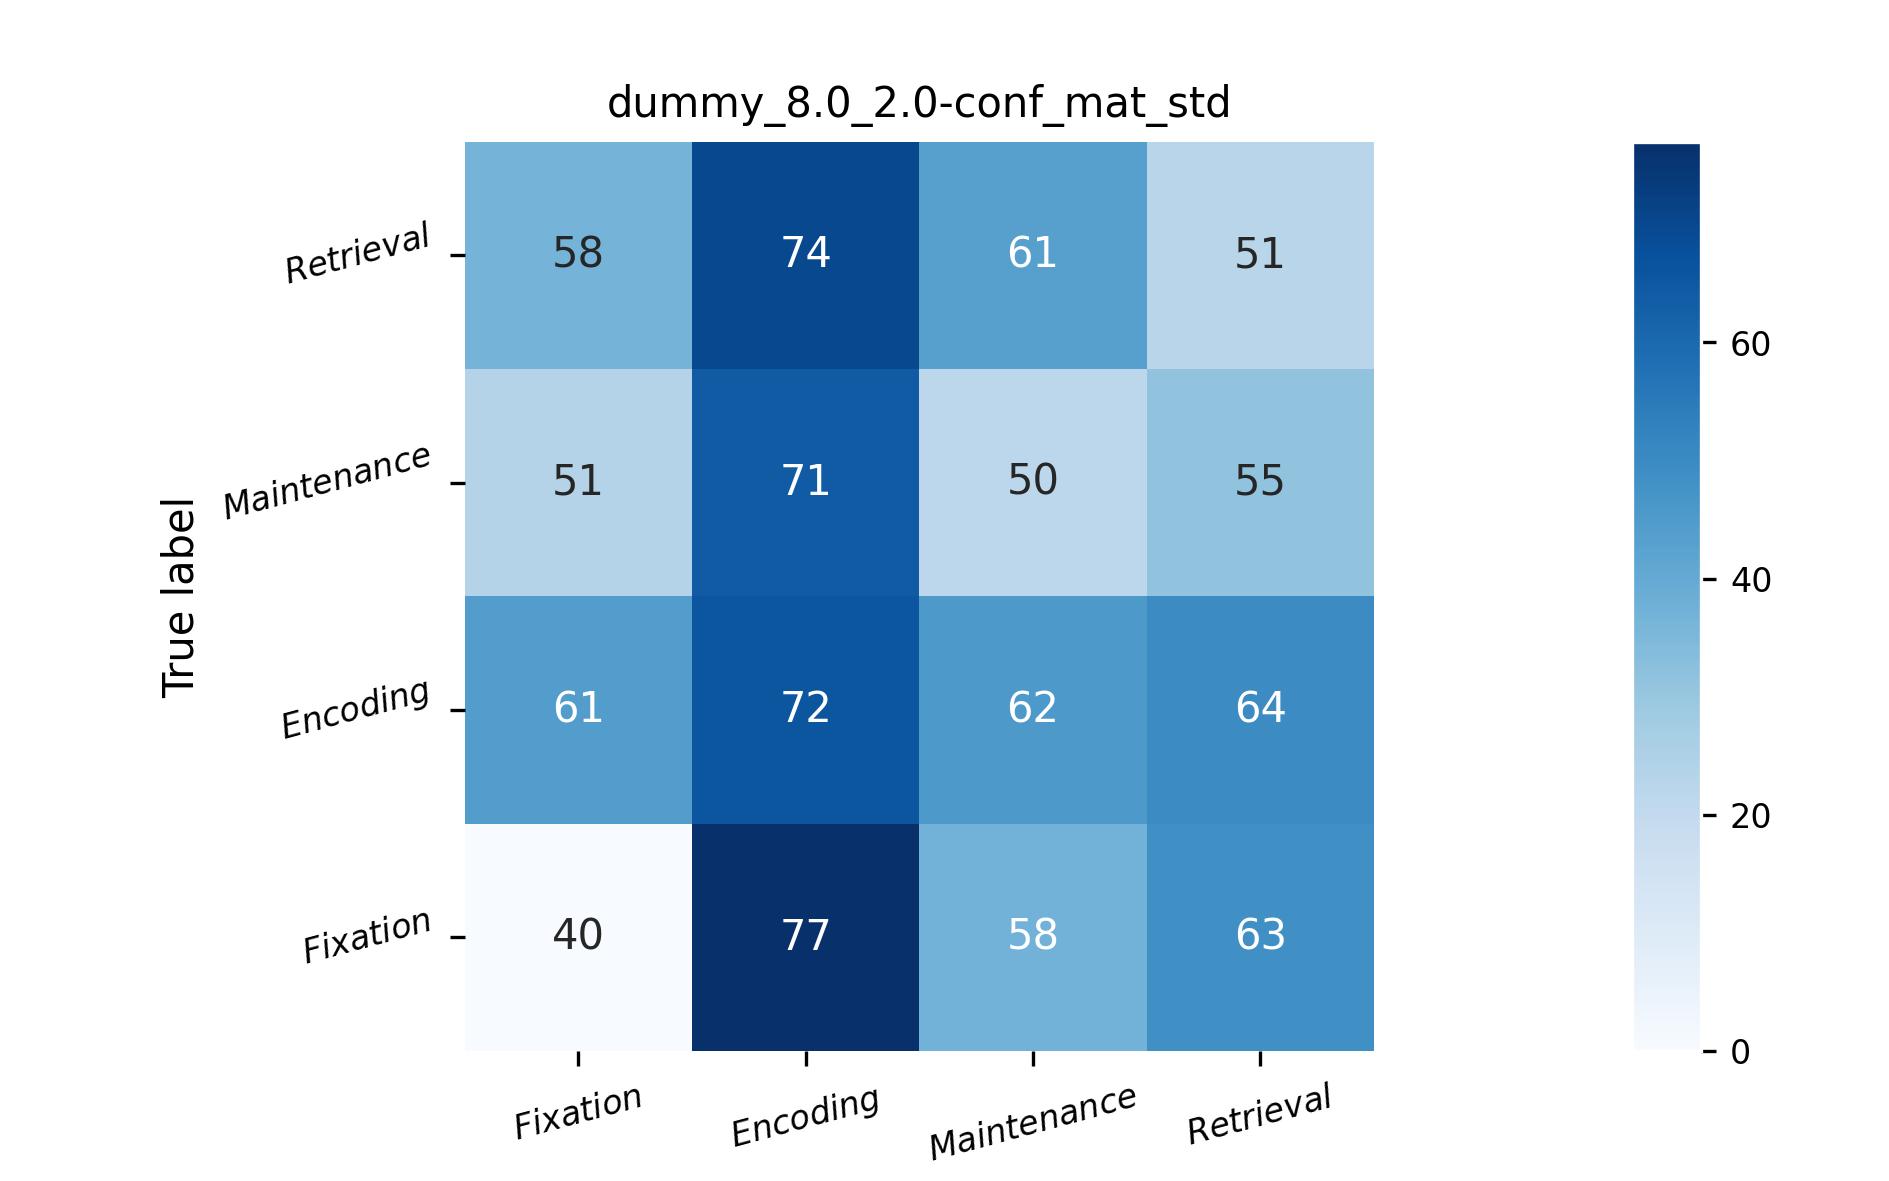 dummy_8.0_2.0-conf_mat_std
True label
Retrieval 58 74 61 51
Maintenance 51 71 50 55
Encoding 61 72 62 64
Fixation 40 77 58 63
Fixation Encoding Maintenance Retrieval
60
40
20
0